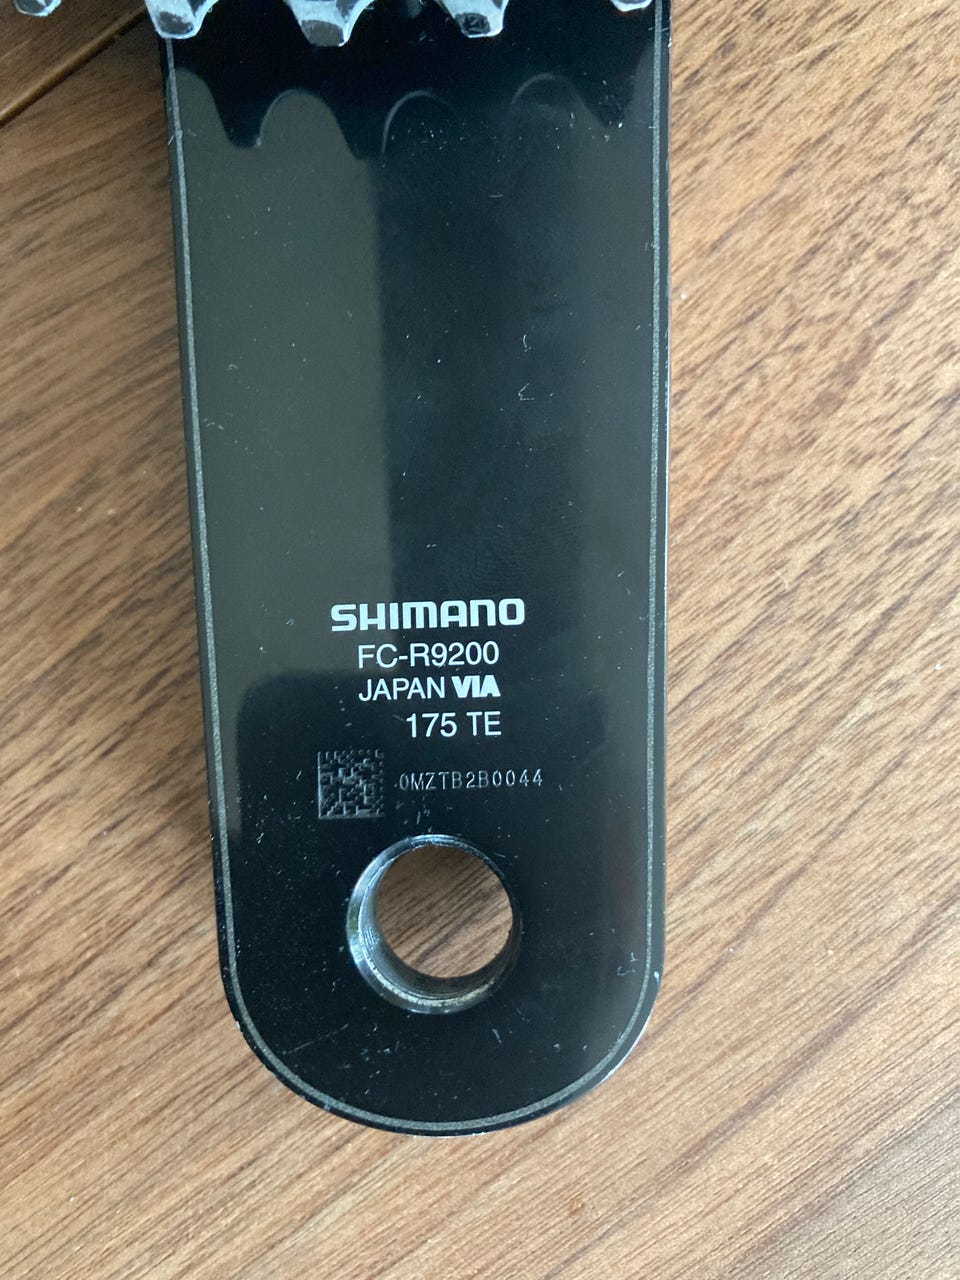 SHIMANO
FC-R9200
JAPAN VIA
175 TE
0MZTB2B0044